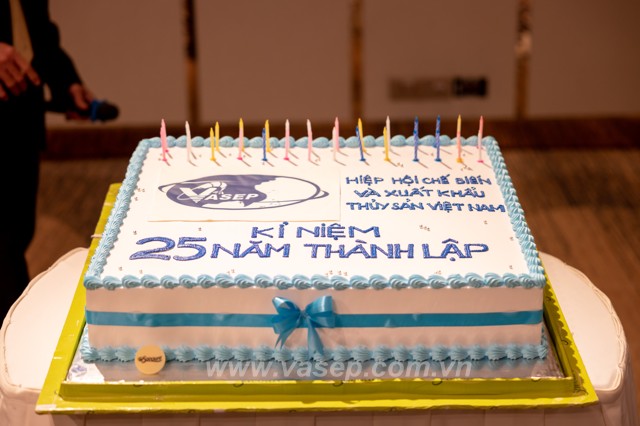 VASEP
HIỆP HỘI CHẾ BIẾN
VÀ XUẤT KHẨU
THỦY SẢN VIỆT NAM
KỈ NIỆM
25 NĂM THÀNH LẬP
www.vasep.com.vn